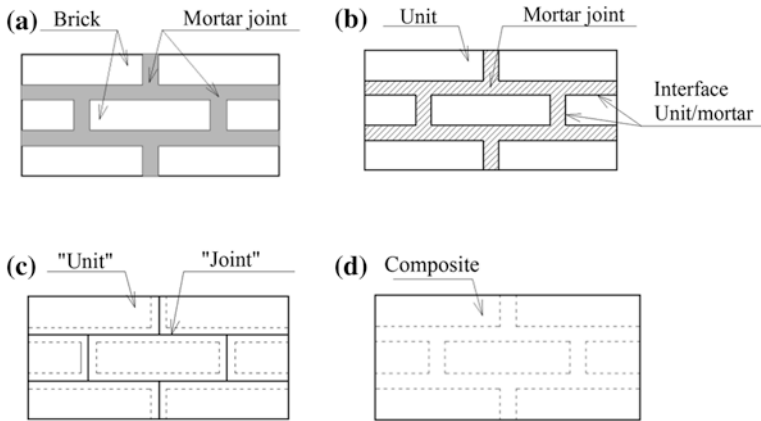 (a)
Brick
Mortar joint
(b)
Unit
Mortar joint
Interface
Unit/mortar
(c)
"Unit"
"Joint"
(d)
Composite